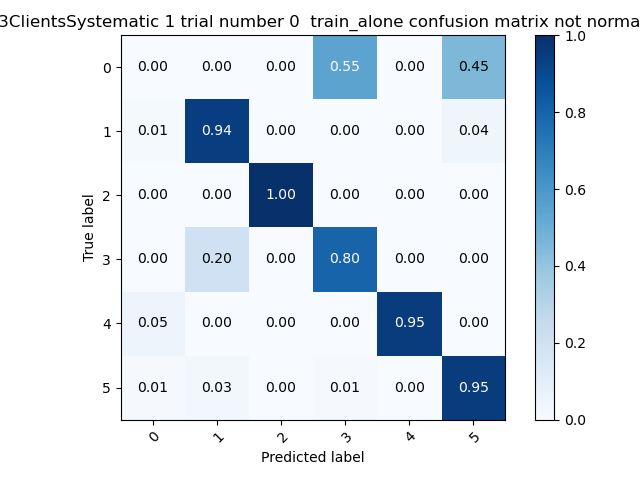 3ClientsSystematic 1 trial number 0 train_alone confusion matrix not norma
0 0.00 0.00 0.00 0.55 0.00 0.45
1 0.01 0.94 0.00 0.00 0.00 0.04
2 0.00 0.00 1.00 0.00 0.00 0.00
3 0.00 0.20 0.00 0.80 0.00 0.00
4 0.05 0.00 0.00 0.00 0.95 0.00
5 0.01 0.03 0.00 0.01 0.00 0.95
0 1 2 3 4 5
True label
Predicted label
1.0
0.8
0.6
0.4
0.2
0.0